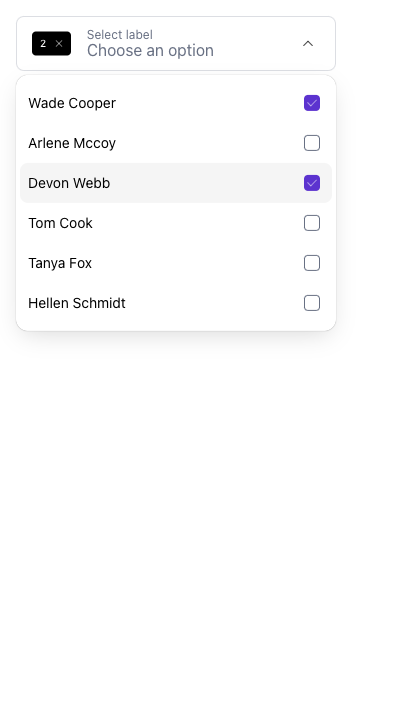 Select label
2 Choose an option
Wade Cooper
Arlene Mccoy
Devon Webb
Tom Cook
Tanya Fox
Hellen Schmidt